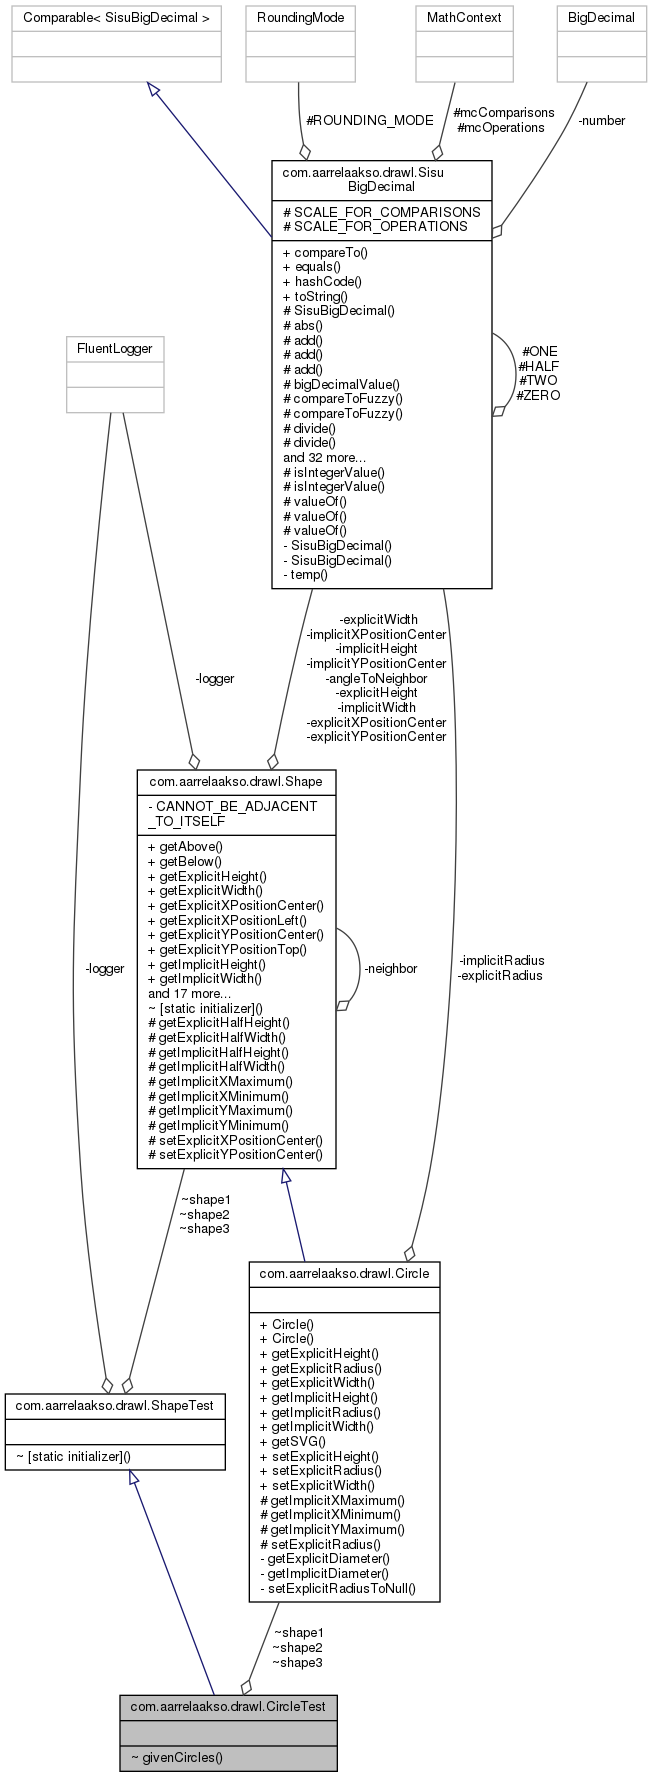 Comparable< SisuBigDecimal >
RoundingMode
MathContext
BigDecimal
#ROUNDING_MODE
#mcComparisons
#mcOperations
-number
com.aarrelaakso.drawl.Sisu
BigDecimal
# SCALE_FOR_COMPARISONS
# SCALE_FOR_OPERATIONS
+ compareTo()
+ equals()
+ hashCode()
+ toString()
# SisuBigDecimal()
# abs()
# add()
# add()
# add()
# bigDecimalValue()
# compareToFuzzy()
# compareToFuzzy()
# divide()
# divide()
and 32 more...
# isIntegerValue()
# isIntegerValue()
# valueOf()
# valueOf()
# valueOf()
- SisuBigDecimal()
- SisuBigDecimal()
- temp()
#ONE
#HALF
#TWO
#ZERO
FluentLogger
-logger
-explicitWidth
-implicitXPositionCenter
-implicitHeight
-implicitYPositionCenter
-angleToNeighbor
-explicitHeight
-implicitWidth
-explicitXPositionCenter
-explicitYPositionCenter
com.aarrelaakso.drawl.Shape
- CANNOT_BE_ADJACENT
_TO_ITSELF
+ getAbove()
+ getBelow()
+ getExplicitHeight()
+ getExplicitWidth()
+ getExplicitXPositionCenter()
+ getExplicitXPositionLeft()
+ getExplicitYPositionCenter()
+ getExplicitYPositionTop()
+ getImplicitHeight()
+ getImplicitWidth()
and 17 more...
~ [static initializer]()
# getExplicitHalfHeight()
# getExplicitHalfWidth()
# getImplicitHalfHeight()
# getImplicitHalfWidth()
# getImplicitXMaximum()
# getImplicitXMinimum()
# getImplicitYMaximum()
# getImplicitYMinimum()
# setExplicitXPositionCenter()
# setExplicitYPositionCenter()
-neighbor
-logger
-implicitRadius
-explicitRadius
~shape1
~shape2
~shape3
com.aarrelaakso.drawl.Circle
+ Circle()
+ Circle()
+ getExplicitHeight()
+ getExplicitRadius()
+ getExplicitWidth()
+ getImplicitHeight()
+ getImplicitRadius()
+ getImplicitWidth()
+ getSVG()
+ setExplicitHeight()
+ setExplicitRadius()
+ setExplicitWidth()
# getImplicitXMaximum()
# getImplicitXMinimum()
# getImplicitYMaximum()
# setExplicitRadius()
- getExplicitDiameter()
- getImplicitDiameter()
- setExplicitRadiusToNull()
com.aarrelaakso.drawl.ShapeTest
~ [static initializer]()
~shape1
~shape2
~shape3
com.aarrelaakso.drawl.CircleTest
~ givenCircles()